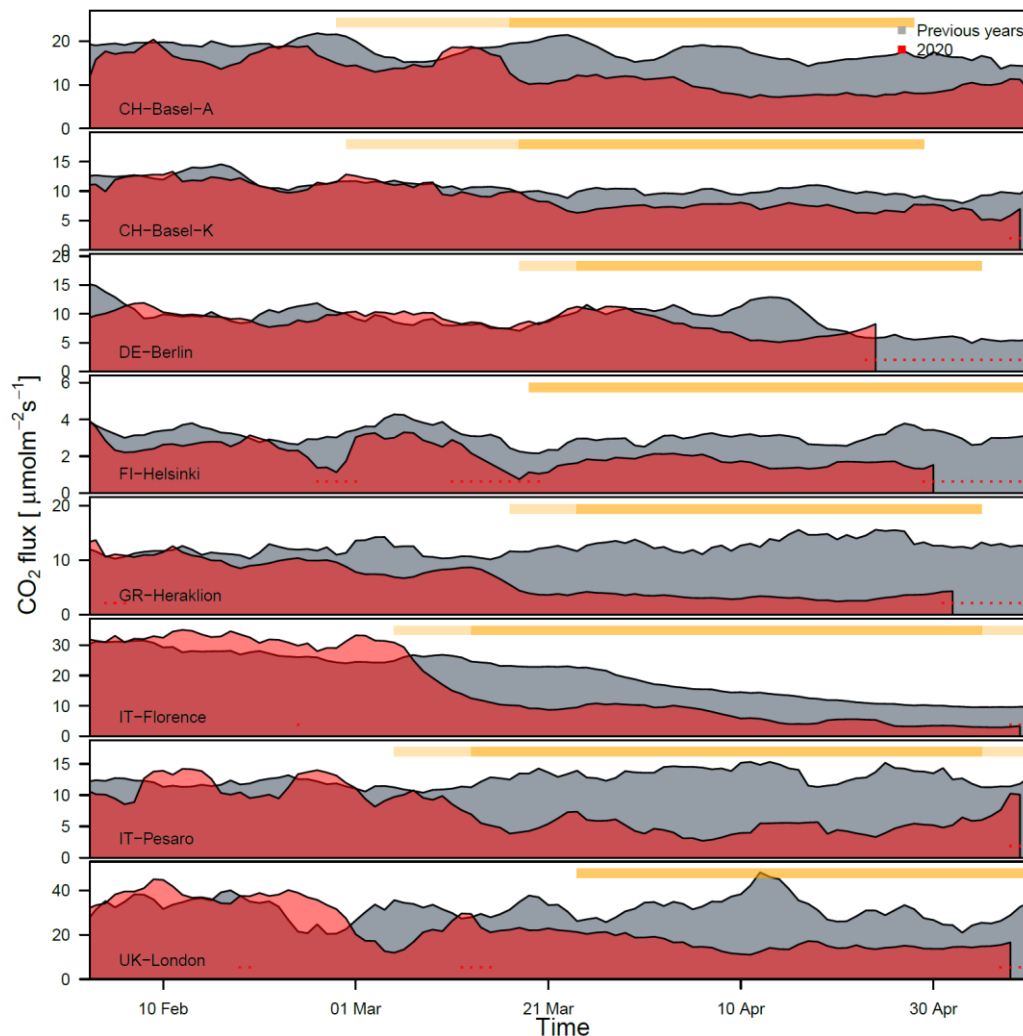 Previous years
2020
20
10
0
CH−Basel−A
15
10
5
0
CH−Basel−K
20
15
10
5
0
DE−Berlin
6
4
2
0
FI−Helsinki
20
10
0
GR−Heraklion
30
20
10
0
IT−Florence
15
10
5
0
IT−Pesaro
40
20
0
UK−London
CO₂ flux [ μmolm⁻²s⁻¹]
10 Feb 01 Mar 21 Mar 10 Apr 30 Apr
Time